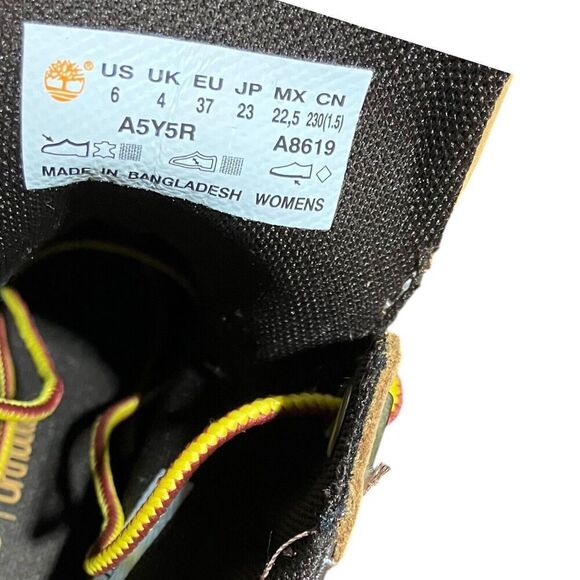 ®
US UK EU JP MX CN
6 4 37 23 22,5 230(1.5)
A5Y5R A8619
MADE IN BANGLADESH WOMENS